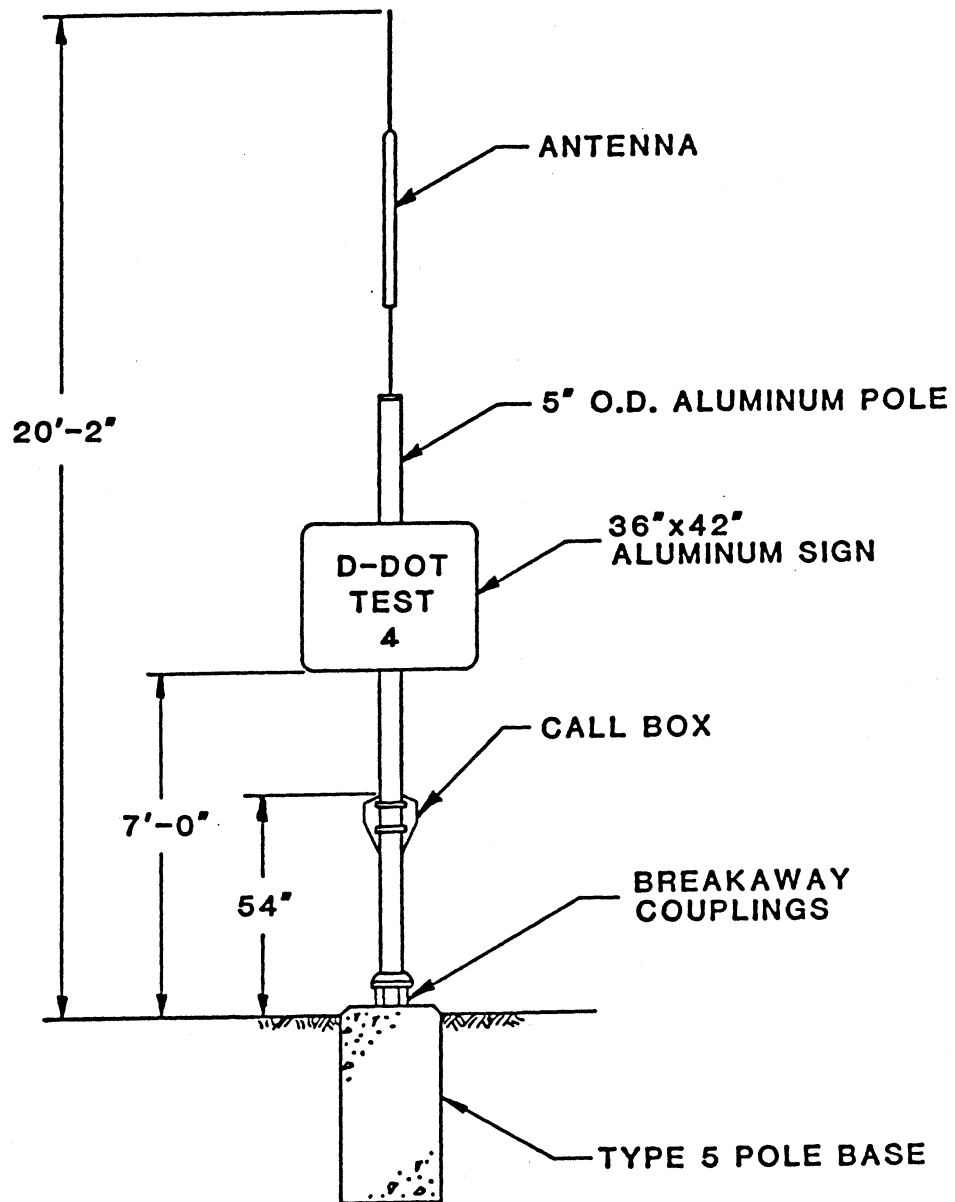 ANTENNA
5" O.D. ALUMINUM POLE
20'-2"
36"x42"
ALUMINUM SIGN
D-DOT
TEST
4
CALL BOX
7'-0"
54"
BREAKAWAY
COUPLINGS
TYPE 5 POLE BASE